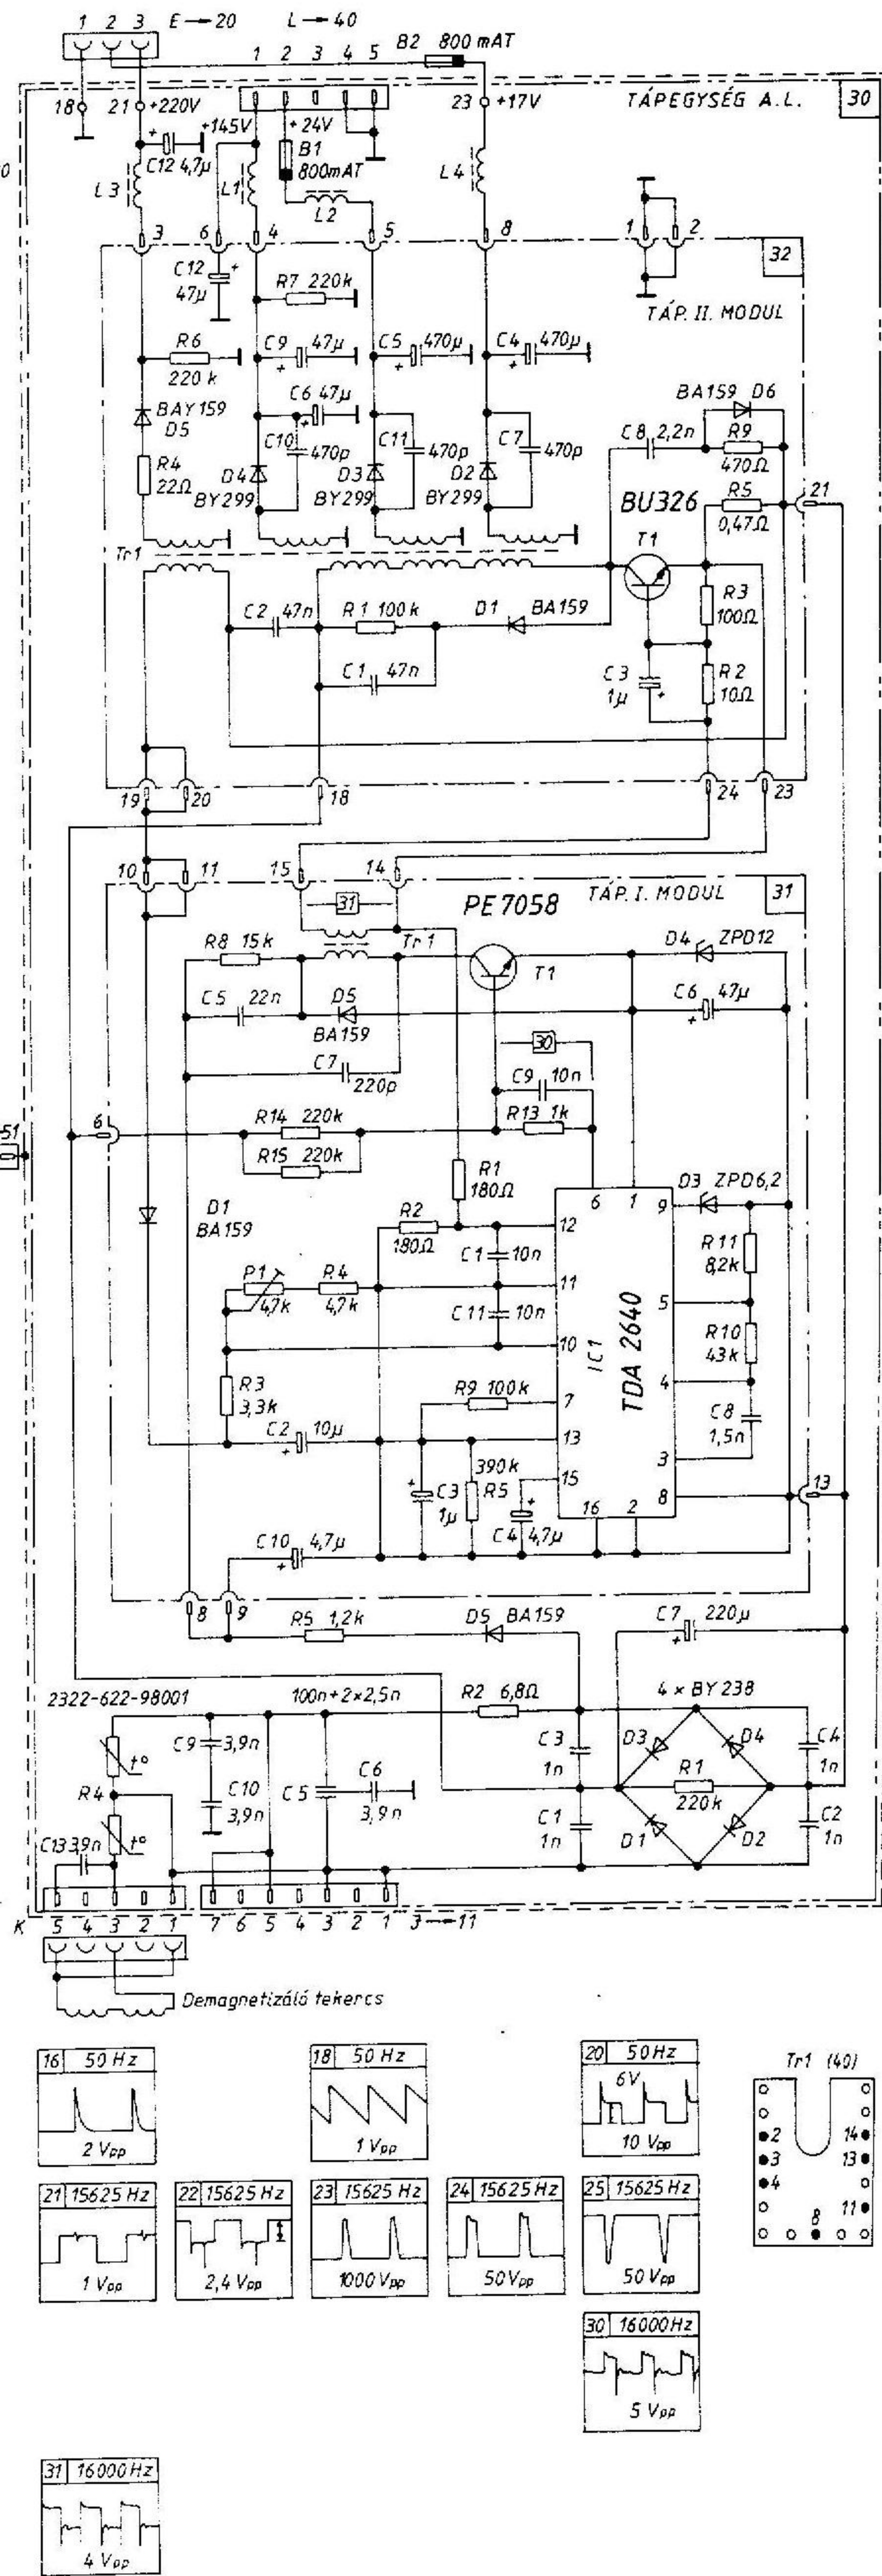 1 2 3 E→20 L→40
B2 800 mAT
1 2 3 4 5
18 21 +220V 23 +17V TÁPEGYSÉG A.L. 30
+145V +24V
C12 4,7µ B1 800mAT
L3 L1 L2 L4
3 6 4 5 8 1 2
32
C12 47µ R7 220k
TÁP. II. MODUL
R6 220k C9 47µ C5 470µ C4 470µ
BAY159 D5 C6 47µ BA159 D6
C10 470p C11 470p C7 470p C8 2,2n R9 470Ω
R4 22Ω D4 BY299 D3 BY299 D2 BY299 BU326 R5 0,47Ω 21
Tr1 T1
C2 47n R1 100k D1 BA159 R3 100Ω
C1 47n C3 1µ R2 10Ω
19 20 18 24 23
10 11 15 14
31 PE7058 TÁP. I. MODUL 31
R8 15k Tr1 T1 D4 ZPD12
C5 22n D5 BA159 C6 47µ
C7 220p 30
C9 10n
51 6 R14 220k R13 1k
R15 220k
R1 180Ω
D1 BA159 R2 180Ω 6 1 9 D3 ZPD6,2
12 R11 8,2k
C1 10n
P1 4,7k R4 4,7k 11 5
C11 10n IC1 TDA 2640 R10 43k
10 4
R3 3,3k R9 100k 7 C8 1,5n
C2 10µ 13 3
390k R5 15 8 13
C3 1µ C4 4,7µ 16 2
C10 4,7µ
8 9
R5 1,2k D5 BA159 C7 220µ
2322-622-98001 100n+2×2,5n R2 6,8Ω 4 × BY238
t° C9 3,9n C3 1n D3 D4 C4 1n
R4 C10 3,9n C5 C6 3,9n R1 220k
C13 3,9n t° C1 1n D1 D2 C2 1n
K 5 4 3 2 1 7 6 5 4 3 2 1 3→11
Demagnetizáló tekercs
16 50 Hz
2 Vpp
18 50 Hz
1 Vpp
20 50Hz
6V
10 Vpp
Tr1 (40)
2 14
3 13
4
11
8
21 15625 Hz
1 Vpp
22 15625 Hz
2,4 Vpp
23 15625 Hz
1000 Vpp
24 15625 Hz
50 Vpp
25 15625 Hz
50 Vpp
30 16000Hz
5 Vpp
31 16000Hz
4 Vpp